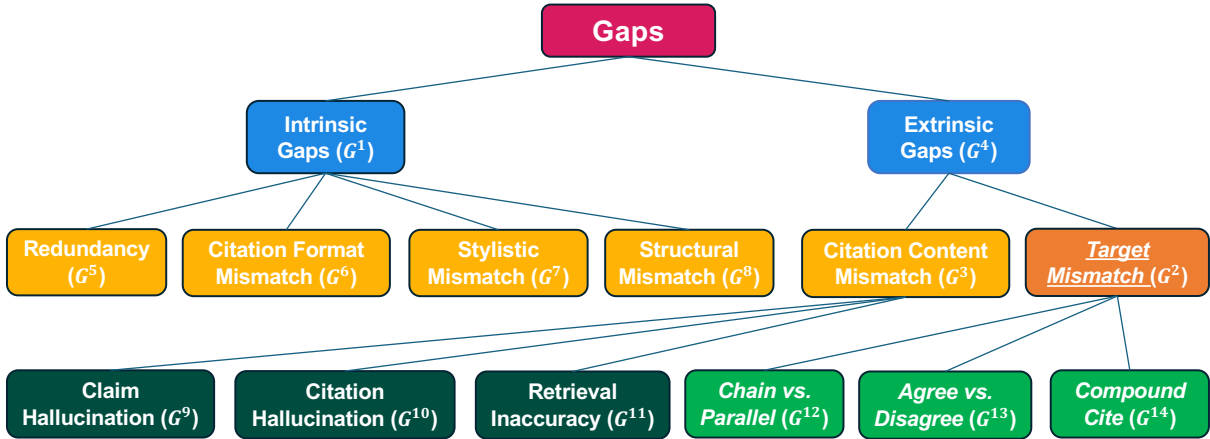 Gaps
Intrinsic
Gaps (G¹)
Extrinsic
Gaps (G⁴)
Redundancy
(G⁵)
Citation Format
Mismatch (G⁶)
Stylistic
Mismatch (G⁷)
Structural
Mismatch (G⁸)
Citation Content
Mismatch (G³)
Target
Mismatch (G²)
Claim
Hallucination (G⁹)
Citation
Hallucination (G¹⁰)
Retrieval
Inaccuracy (G¹¹)
Chain vs.
Parallel (G¹²)
Agree vs.
Disagree (G¹³)
Compound
Cite (G¹⁴)